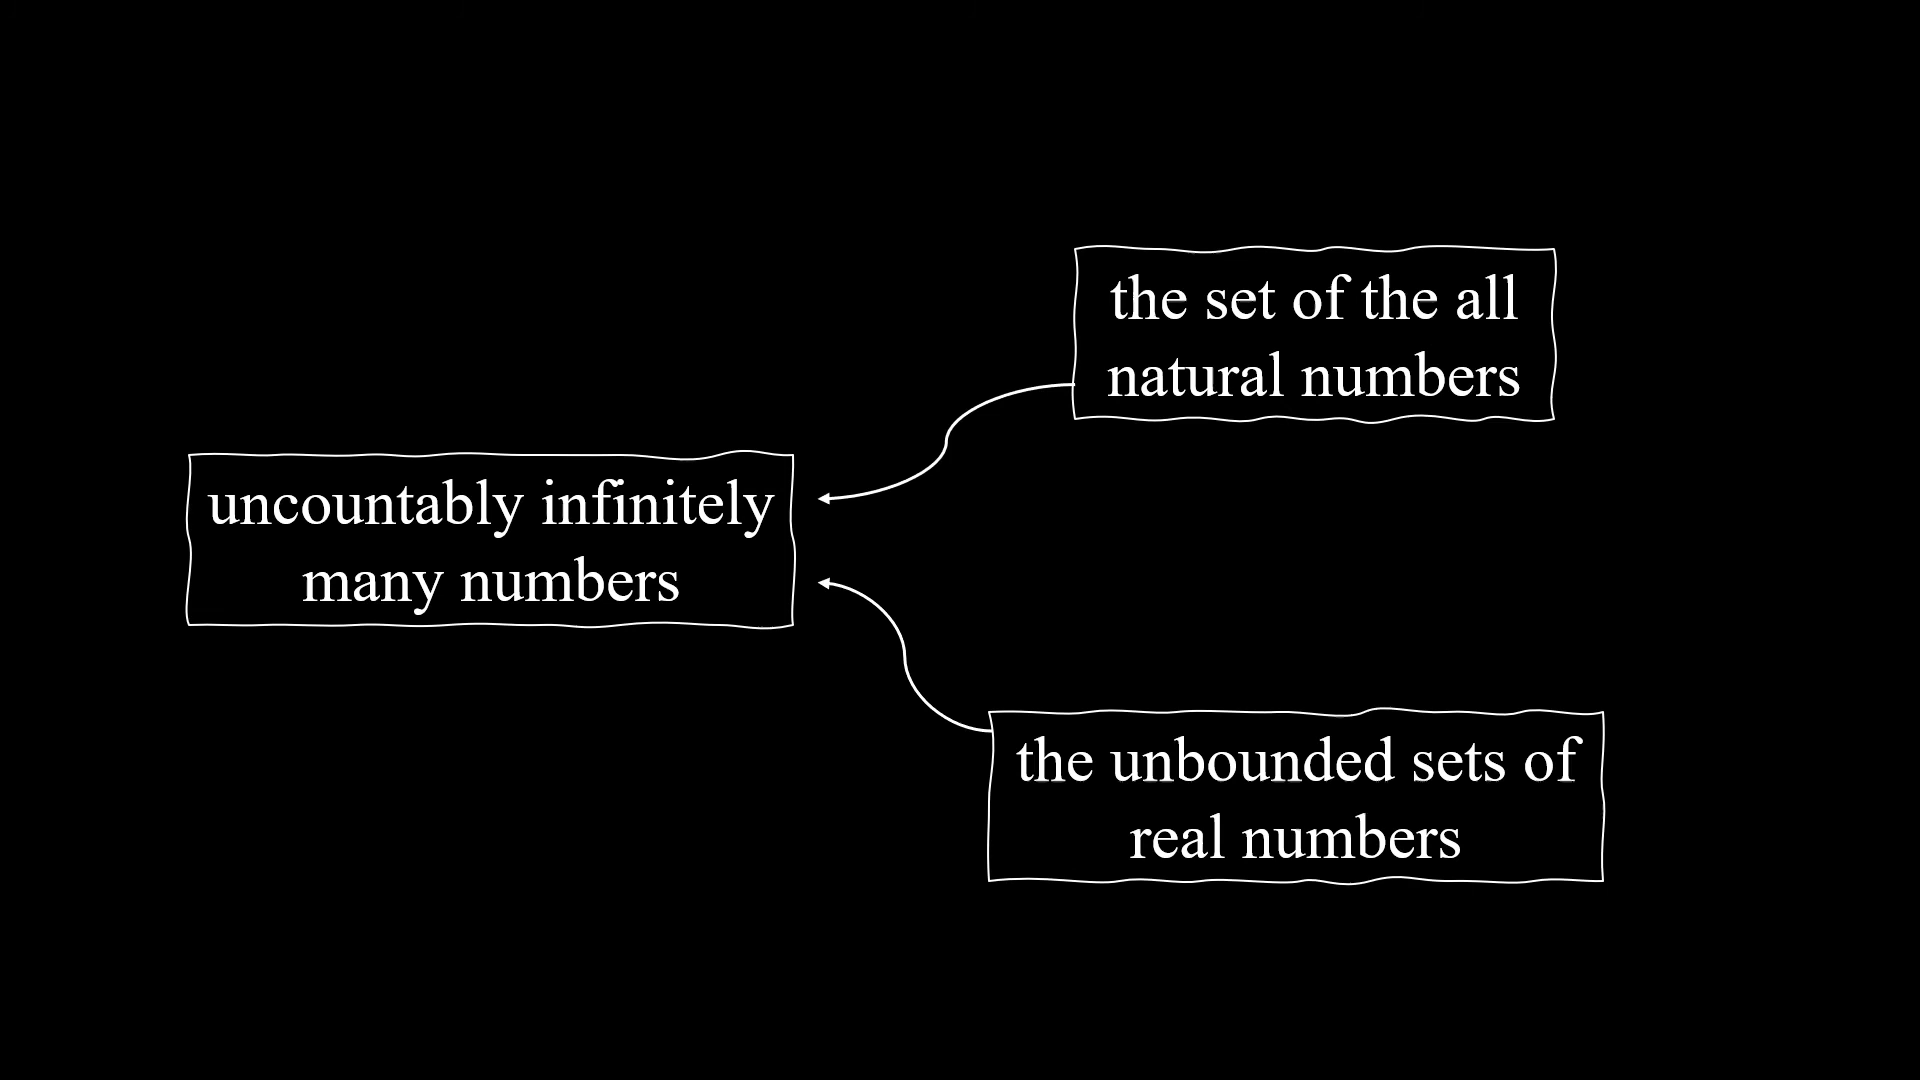 the set of the all
natural numbers
uncountably infinitely
many numbers
the unbounded sets of
real numbers